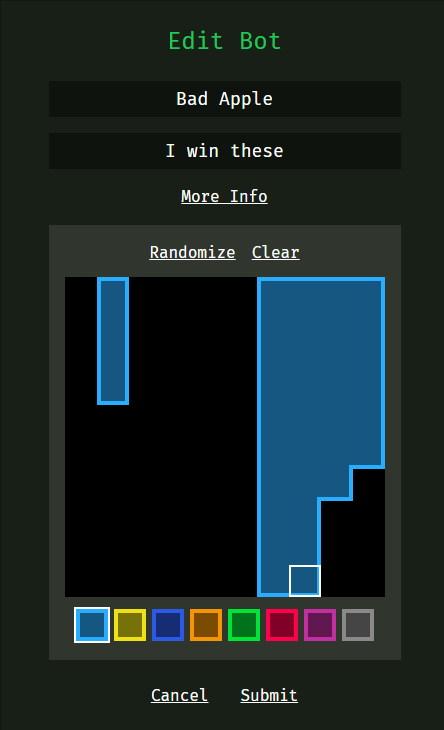 Edit Bot
Bad Apple
I win these
More Info
Randomize Clear
Cancel Submit